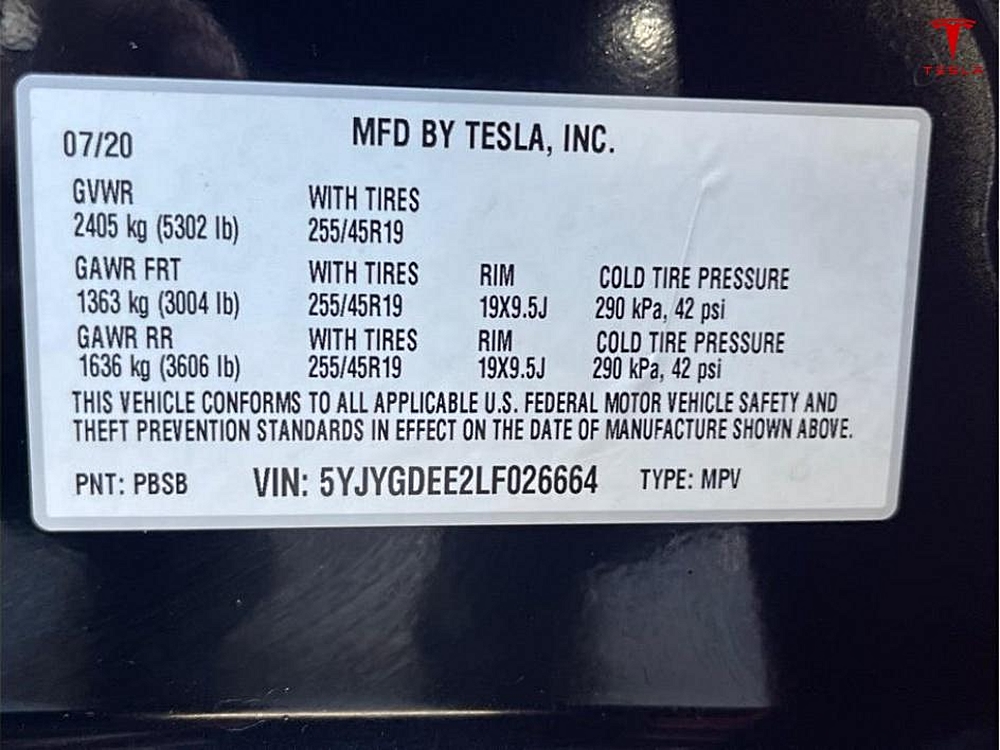 TESLA
07/20 MFD BY TESLA, INC.
GVWR WITH TIRES
2405 kg (5302 lb) 255/45R19
GAWR FRT WITH TIRES RIM COLD TIRE PRESSURE
1363 kg (3004 lb) 255/45R19 19X9.5J 290 kPa, 42 psi
GAWR RR WITH TIRES RIM COLD TIRE PRESSURE
1636 kg (3606 lb) 255/45R19 19X9.5J 290 kPa, 42 psi
THIS VEHICLE CONFORMS TO ALL APPLICABLE U.S. FEDERAL MOTOR VEHICLE SAFETY AND
THEFT PREVENTION STANDARDS IN EFFECT ON THE DATE OF MANUFACTURE SHOWN ABOVE.
PNT: PBSB VIN: 5YJYGDEE2LF026664 TYPE: MPV